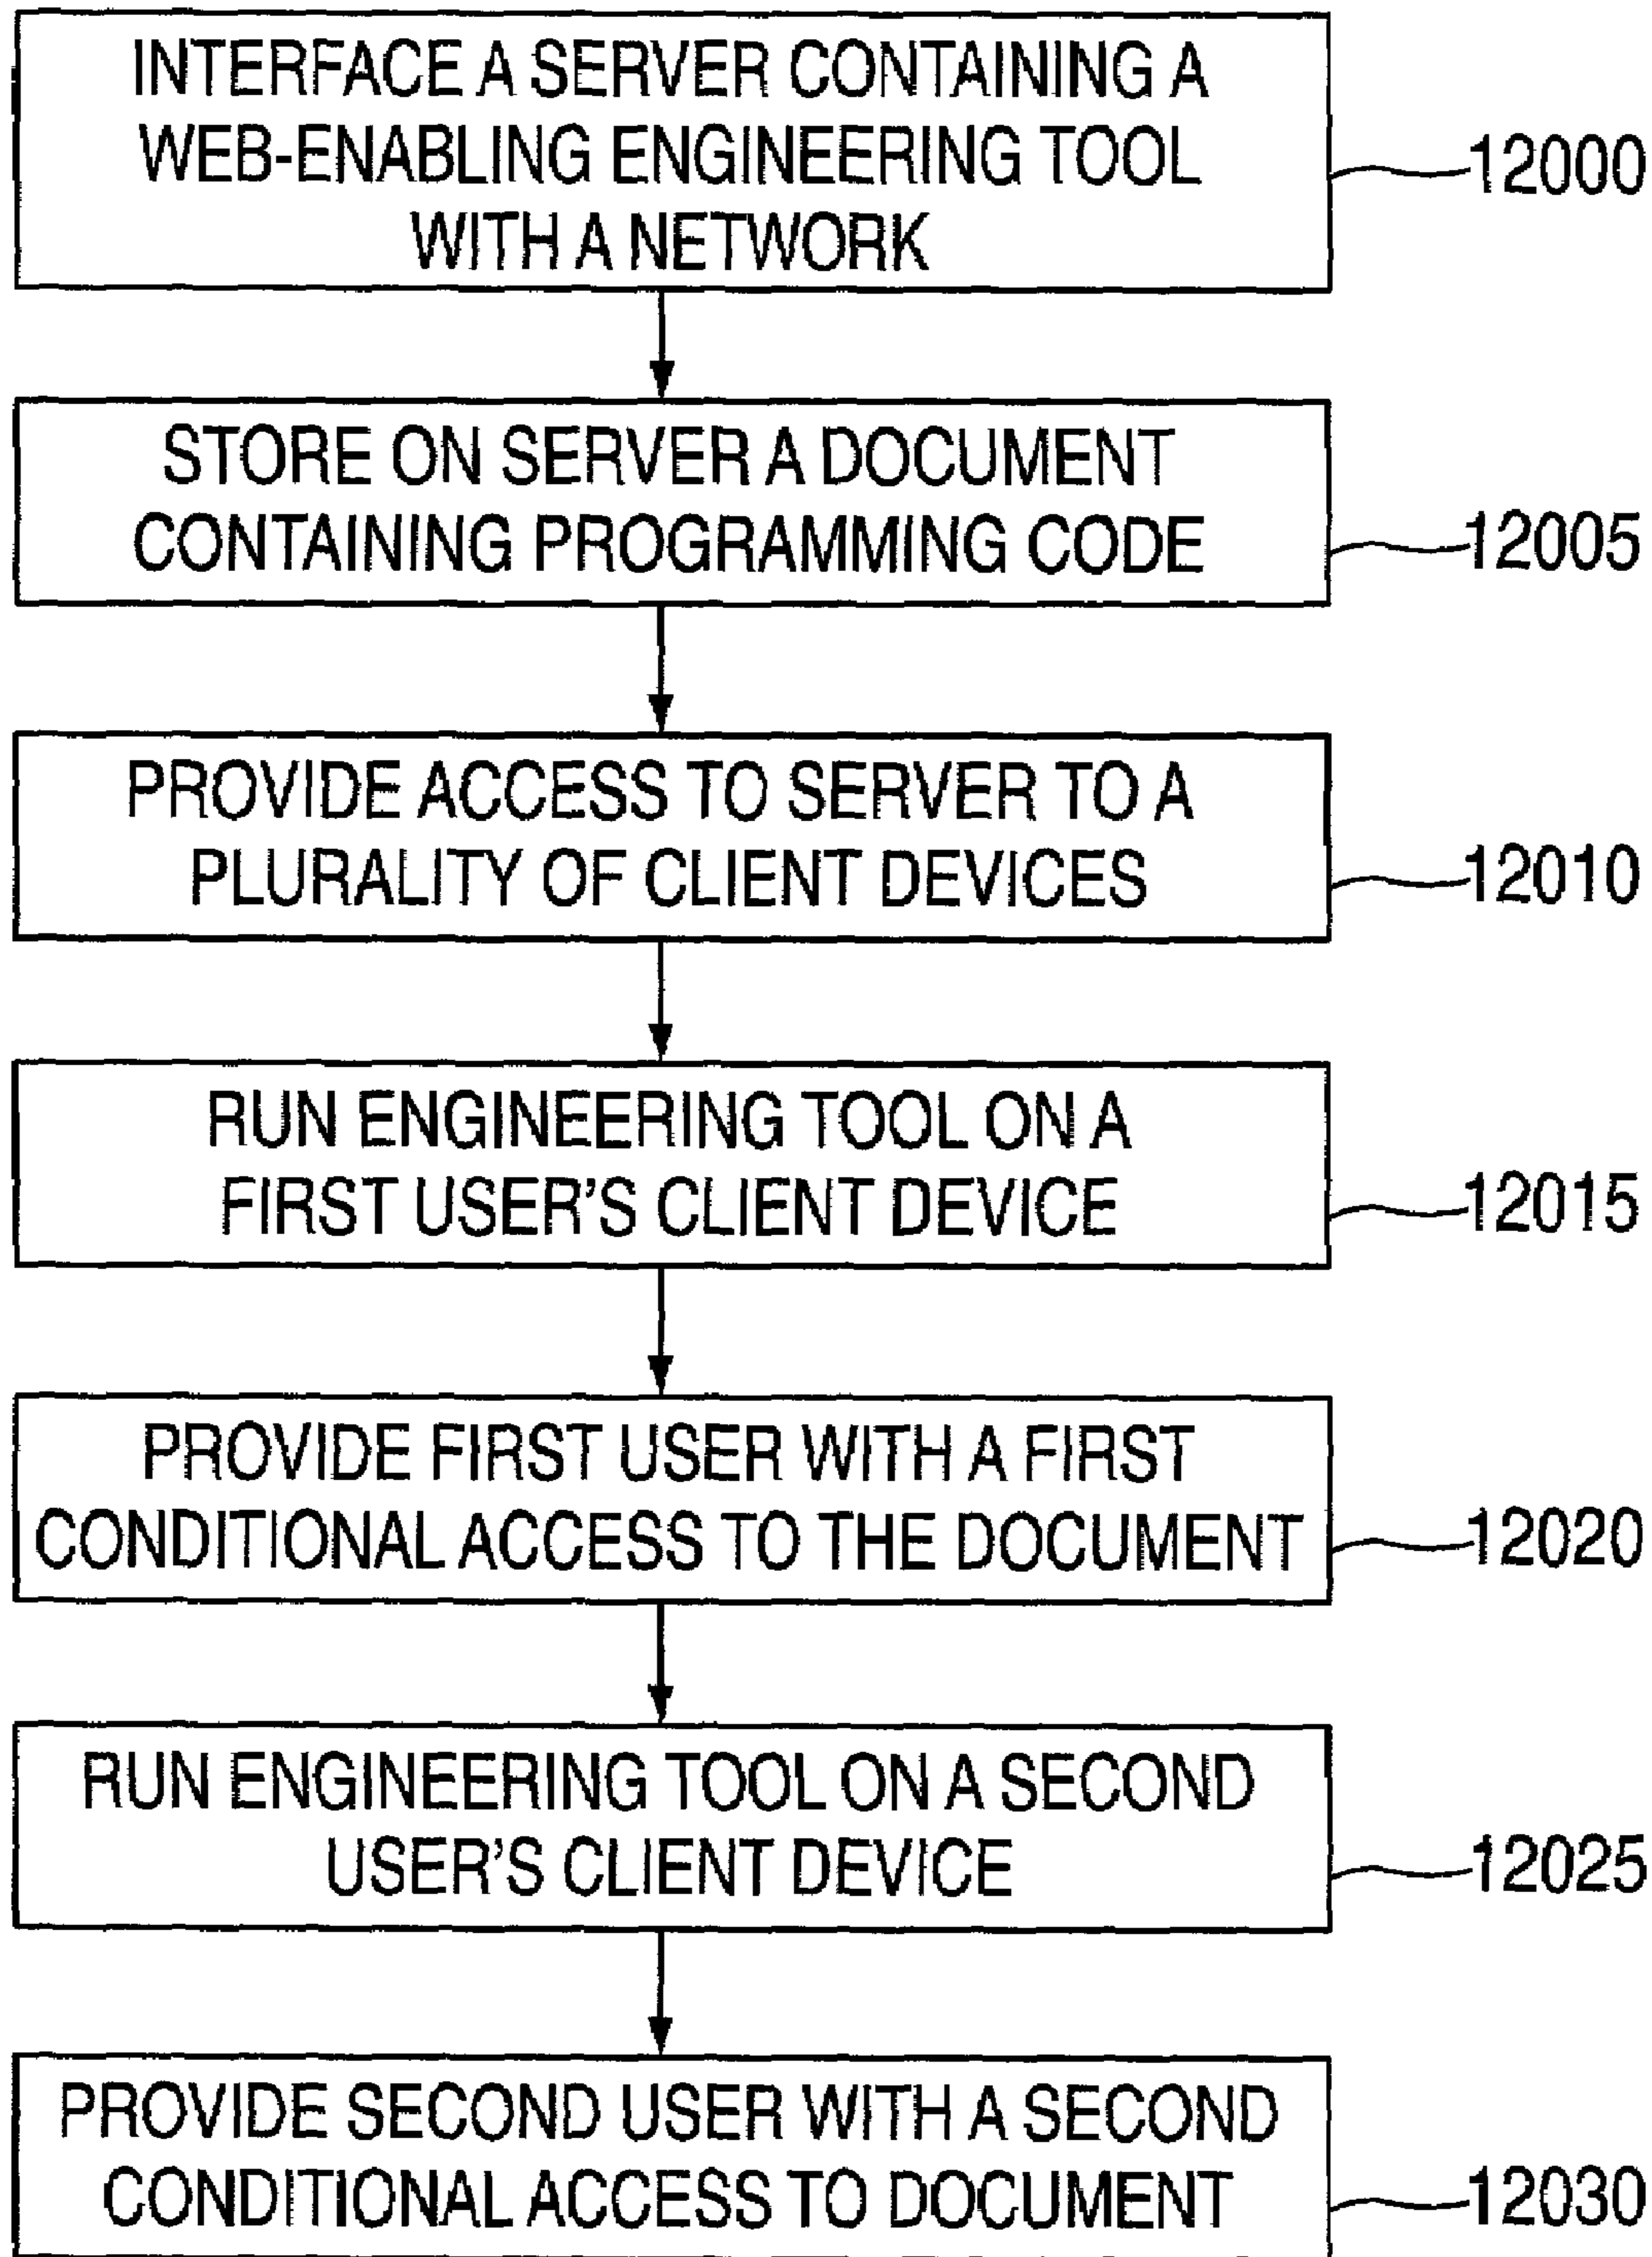 INTERFACE A SERVER CONTAINING A
WEB-ENABLING ENGINEERING TOOL
WITH A NETWORK
12000
STORE ON SERVER A DOCUMENT
CONTAINING PROGRAMMING CODE
12005
PROVIDE ACCESS TO SERVER TO A
PLURALITY OF CLIENT DEVICES
12010
RUN ENGINEERING TOOL ON A
FIRST USER'S CLIENT DEVICE
12015
PROVIDE FIRST USER WITH A FIRST
CONDITIONAL ACCESS TO THE DOCUMENT
12020
RUN ENGINEERING TOOL ON A SECOND
USER'S CLIENT DEVICE
12025
PROVIDE SECOND USER WITH A SECOND
CONDITIONAL ACCESS TO DOCUMENT
12030